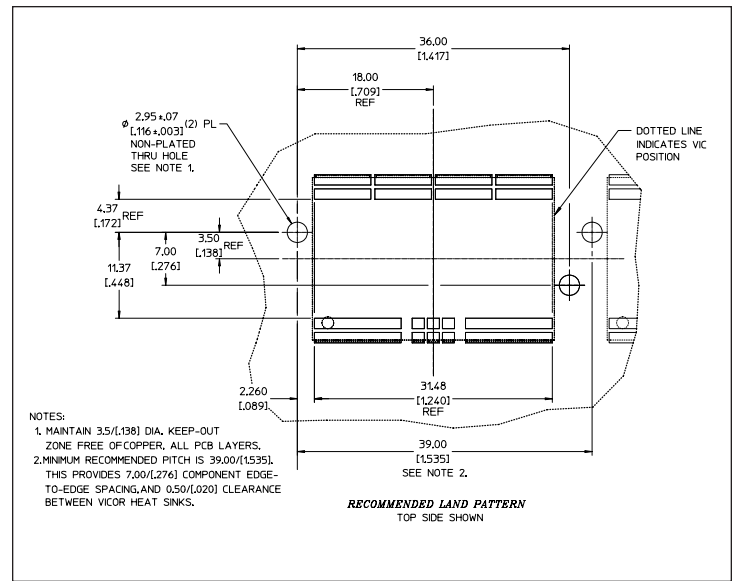 36.00
[1.417]
18.00
[.709]
REF
ø 2.95±.07
[.116±.003] (2) PL
NON-PLATED
THRU HOLE
SEE NOTE 1.
DOTTED LINE
INDICATES VIC
POSITION
4.37
[.172] REF
3.50
[.138] REF
7.00
[.276]
11.37
[.448]
2.260
[.089]
31.48
[1.240]
REF
39.00
[1.535]
SEE NOTE 2.
NOTES:
1. MAINTAIN 3.5/[.138] DIA. KEEP-OUT
ZONE FREE OFCOPPER, ALL PCB LAYERS.
2.MINIMUM RECOMMENDED PITCH IS 39.00/[1.535].
THIS PROVIDES 7.00/[.276] COMPONENT EDGE-
TO-EDGE SPACING,AND 0.50/[.020] CLEARANCE
BETWEEN VICOR HEAT SINKS.
RECOMMENDED LAND PATTERN
TOP SIDE SHOWN